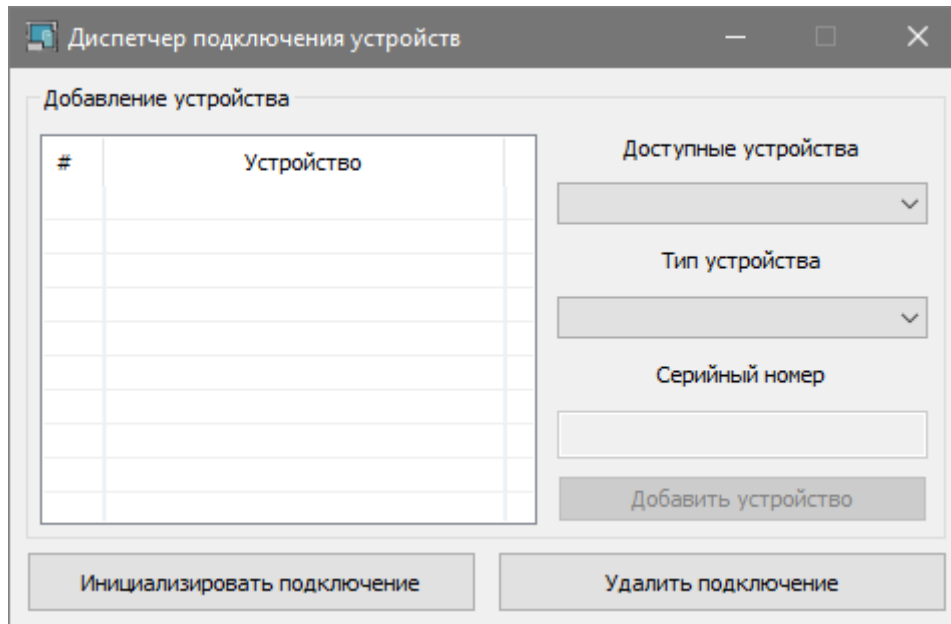 Диспетчер подключения устройств
Добавление устройства
# Устройство
Доступные устройства
Тип устройства
Серийный номер
Добавить устройство
Инициализировать подключение
Удалить подключение